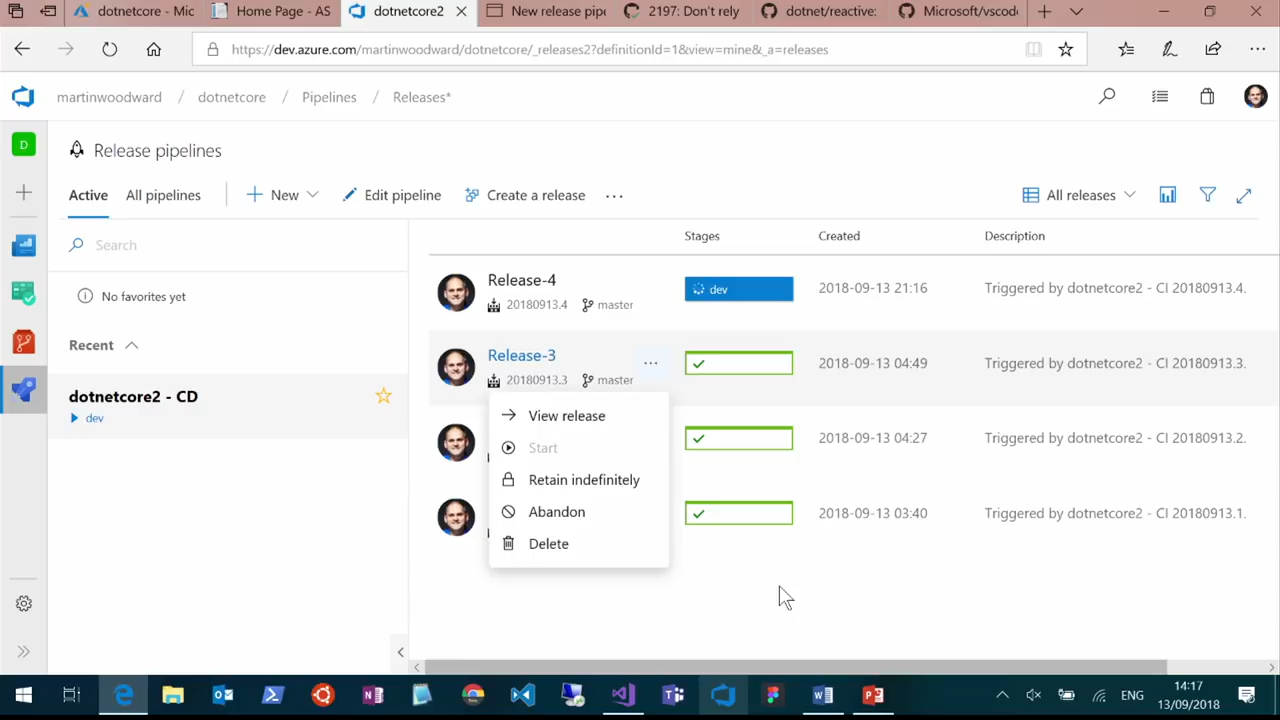 dotnetcore - Mic
Home Page - AS
dotnetcore2
New release pipe
2197: Don't rely
dotnet/reactive:
Microsoft/vscod
https://dev.azure.com/martinwoodward/dotnetcore/_releases2?definitionId=1&view=mine&_a=releases
martinwoodward / dotnetcore / Pipelines / Releases*
D
Release pipelines
Active All pipelines New Edit pipeline Create a release ... All releases
Search
No favorites yet
Recent
dotnetcore2 - CD
dev
Stages Created Description
Release-4
20180913.4 master
dev
2018-09-13 21:16
Triggered by dotnetcore2 - CI 20180913.4.
Release-3
20180913.3 master
2018-09-13 04:49
Triggered by dotnetcore2 - CI 20180913.3.
2018-09-13 04:27
Triggered by dotnetcore2 - CI 20180913.2.
2018-09-13 03:40
Triggered by dotnetcore2 - CI 20180913.1.
View release
Start
Retain indefinitely
Abandon
Delete
ENG
14:17
13/09/2018